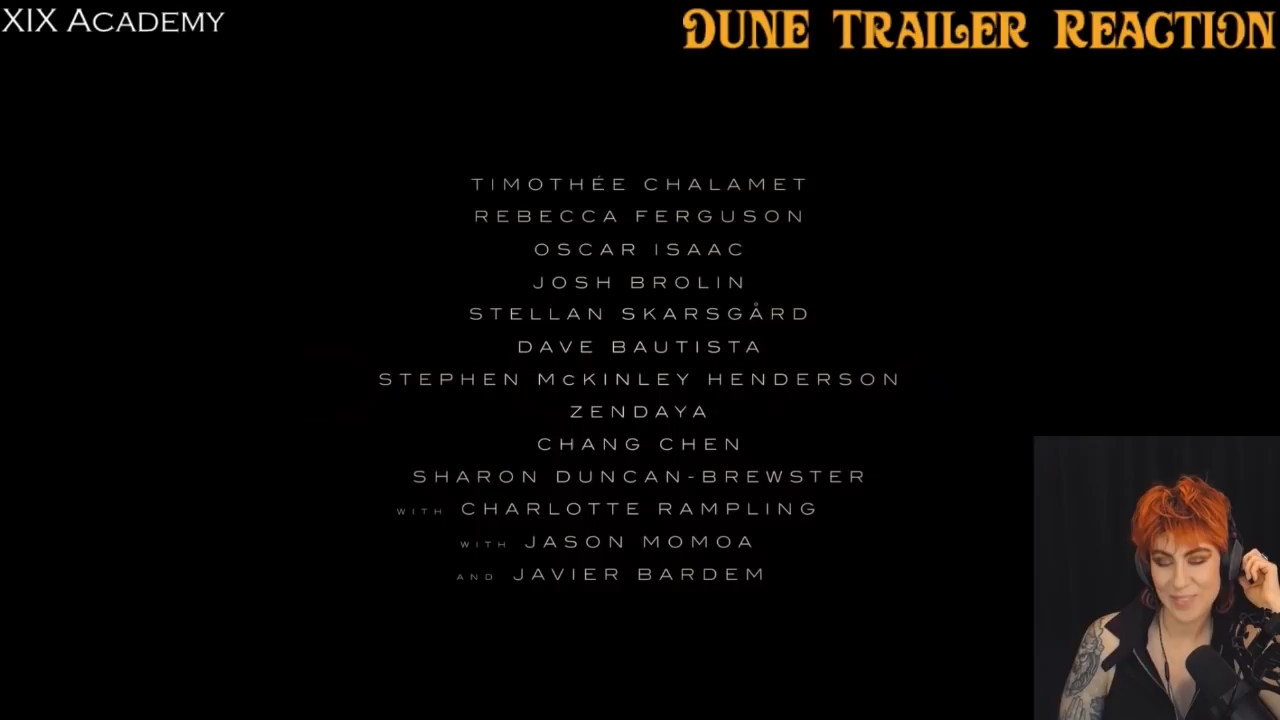 XIX ACADEMY
DUNE TRAILER REACTION
TIMOTHÉE CHALAMET
REBECCA FERGUSON
OSCAR ISAAC
JOSH BROLIN
STELLAN SKARSGÅRD
DAVE BAUTISTA
STEPHEN McKINLEY HENDERSON
ZENDAYA
CHANG CHEN
SHARON DUNCAN-BREWSTER
WITH CHARLOTTE RAMPLING
WITH JASON MOMOA
AND JAVIER BARDEM